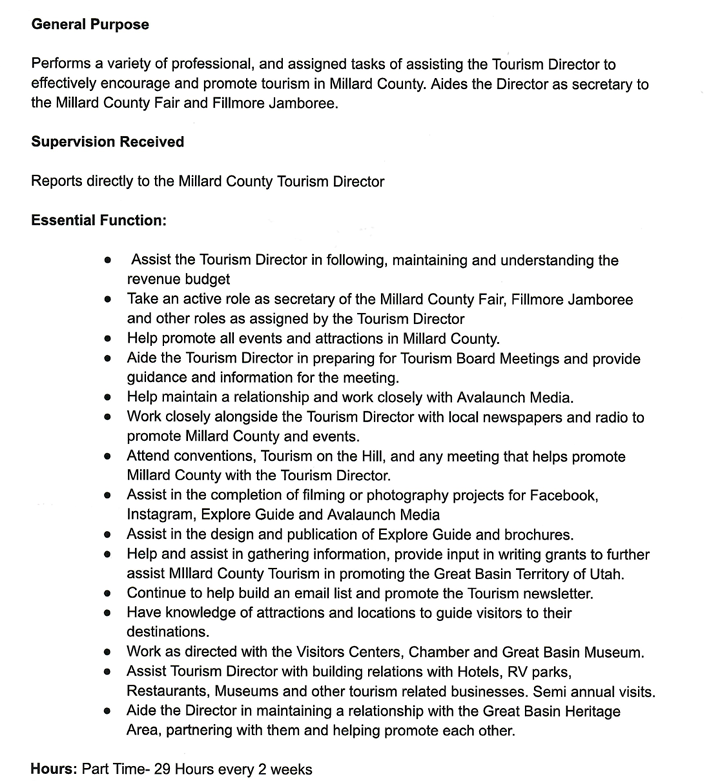 General Purpose
Performs a variety of professional, and assigned tasks of assisting the Tourism Director to
effectively encourage and promote tourism in Millard County. Aides the Director as secretary to
the Millard County Fair and Fillmore Jamboree.
Supervision Received
Reports directly to the Millard County Tourism Director
Essential Function:
● Assist the Tourism Director in following, maintaining and understanding the
revenue budget
● Take an active role as secretary of the Millard County Fair, Fillmore Jamboree
and other roles as assigned by the Tourism Director
● Help promote all events and attractions in Millard County.
● Aide the Tourism Director in preparing for Tourism Board Meetings and provide
guidance and information for the meeting.
● Help maintain a relationship and work closely with Avalaunch Media.
● Work closely alongside the Tourism Director with local newspapers and radio to
promote Millard County and events.
● Attend conventions, Tourism on the Hill, and any meeting that helps promote
Millard County with the Tourism Director.
● Assist in the completion of filming or photography projects for Facebook,
Instagram, Explore Guide and Avalaunch Media
● Assist in the design and publication of Explore Guide and brochures.
● Help and assist in gathering information, provide input in writing grants to further
assist MIllard County Tourism in promoting the Great Basin Territory of Utah.
● Continue to help build an email list and promote the Tourism newsletter.
● Have knowledge of attractions and locations to guide visitors to their
destinations.
● Work as directed with the Visitors Centers, Chamber and Great Basin Museum.
● Assist Tourism Director with building relations with Hotels, RV parks,
Restaurants, Museums and other tourism related businesses. Semi annual visits.
● Aide the Director in maintaining a relationship with the Great Basin Heritage
Area, partnering with them and helping promote each other.
Hours: Part Time- 29 Hours every 2 weeks